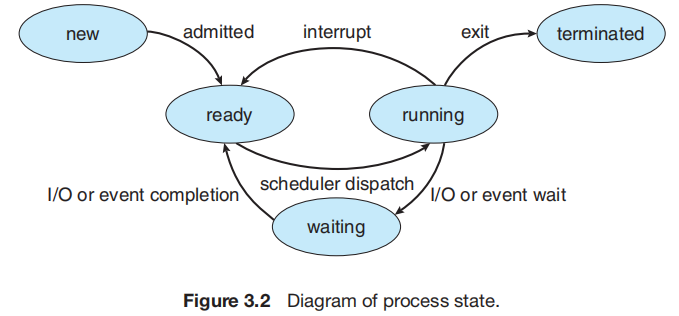 new
admitted
interrupt
exit
terminated
ready
running
I/O or event completion
scheduler dispatch
I/O or event wait
waiting
Figure 3.2 Diagram of process state.